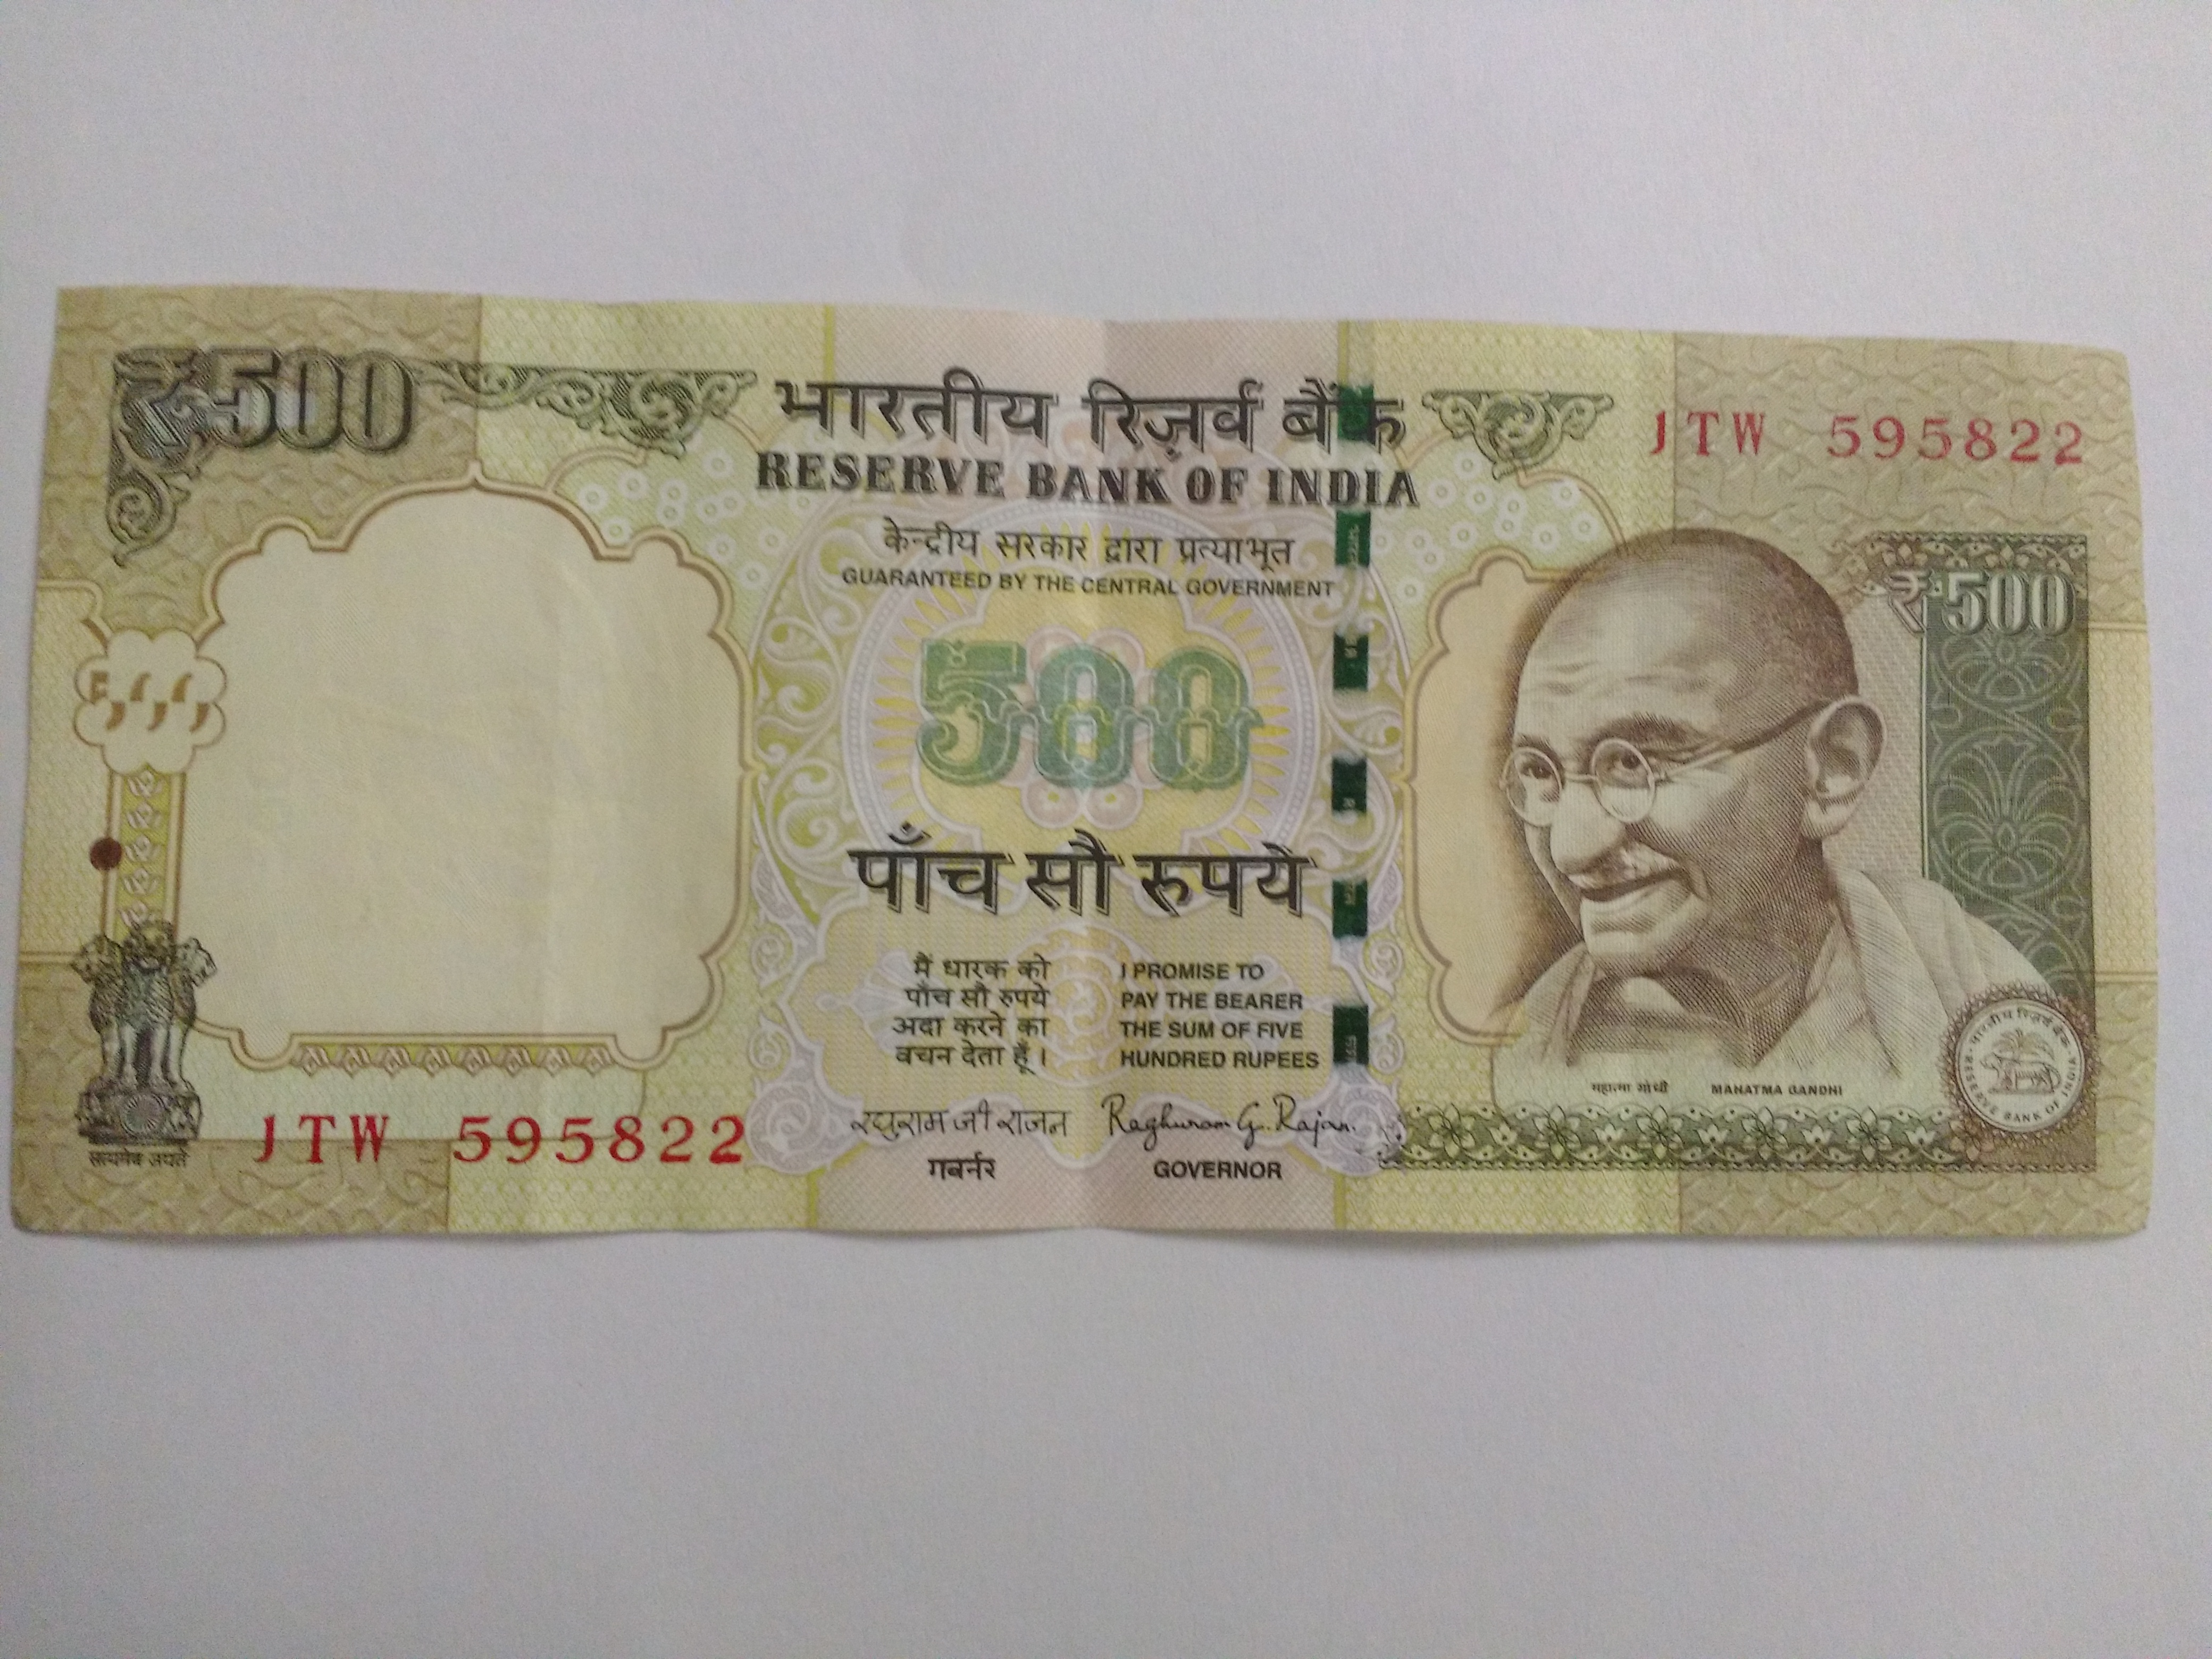 ₹500
भारतीय रिज़र्व बैंक
RESERVE BANK OF INDIA
JTW 595822
केन्द्रीय सरकार द्वारा प्रत्याभूत
GUARANTEED BY THE CENTRAL GOVERNMENT
₹500
500
पाँच सौ रुपये
मैं धारक को
पाँच सौ रुपये
अदा करने का
वचन देता हूँ।
I PROMISE TO
PAY THE BEARER
THE SUM OF FIVE
HUNDRED RUPEES
महात्मा गांधी MAHATMA GANDHI
भारतीय रिज़र्व बैंक
RESERVE BANK OF INDIA
सत्यमेव जयते
JTW 595822
रघुराम जी राजन Raghuram G. Rajan
गवर्नर GOVERNOR